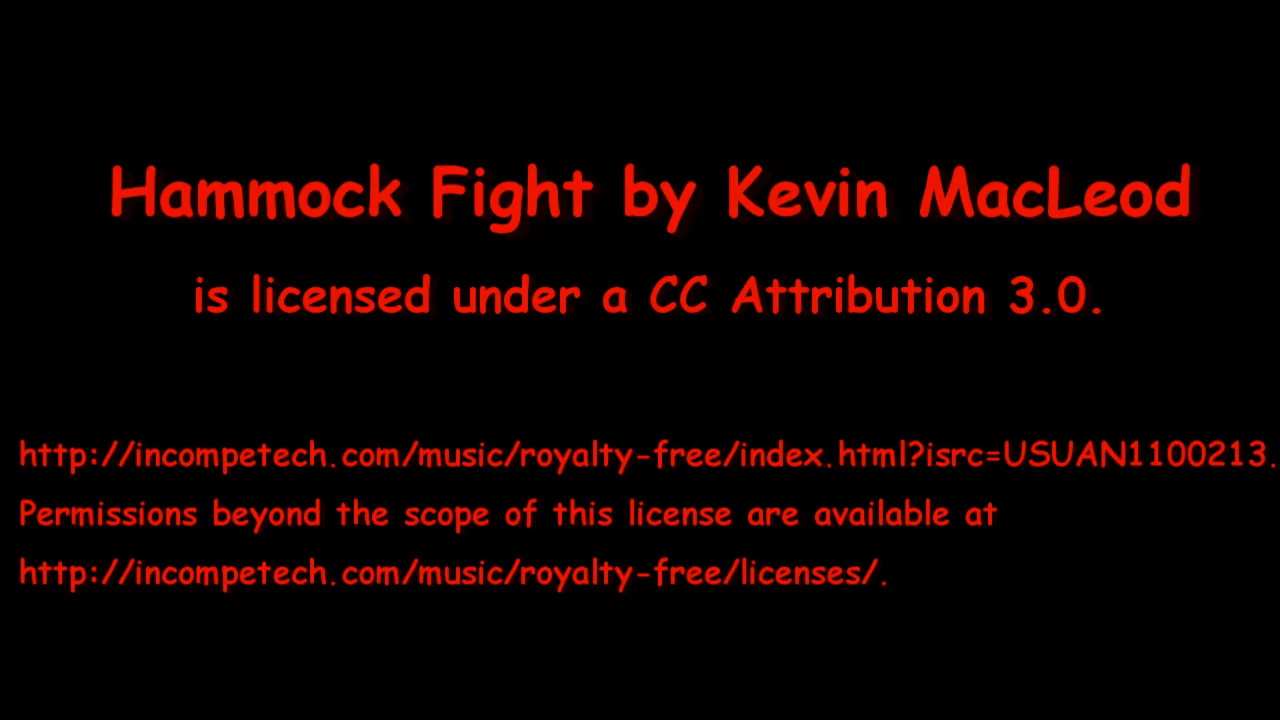 Hammock Fight by Kevin MacLeod
is licensed under a CC Attribution 3.0.
http://incompetech.com/music/royalty-free/index.html?isrc=USUAN1100213.
Permissions beyond the scope of this license are available at
http://incompetech.com/music/royalty-free/licenses/.